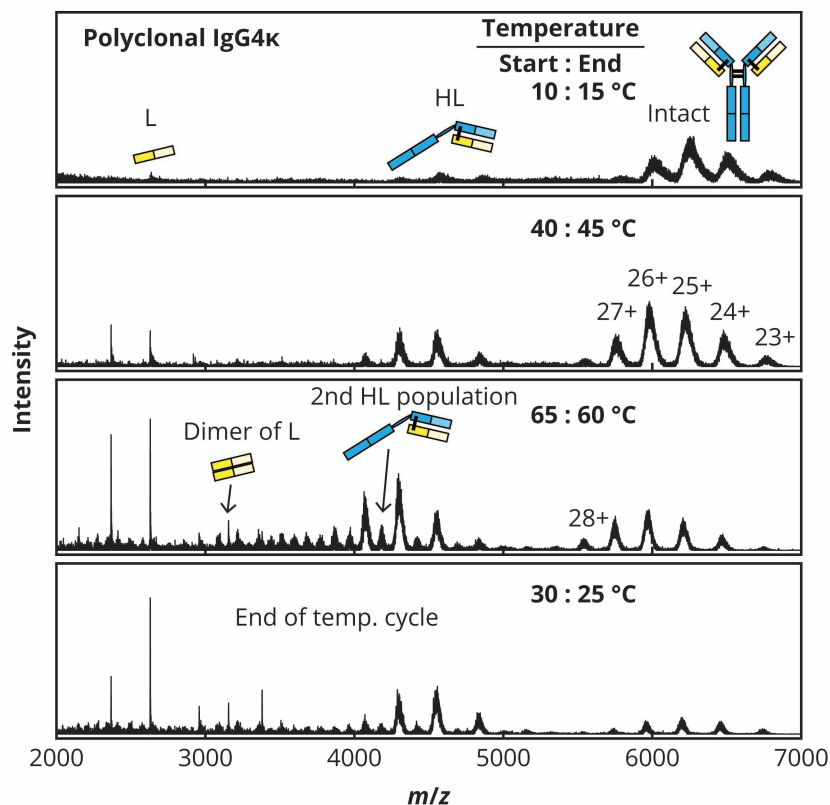 Polyclonal IgG4κ
Temperature
Start : End
10 : 15 °C
L
HL
Intact
40 : 45 °C
26+
25+
27+
24+
23+
2nd HL population
65 : 60 °C
Dimer of L
28+
30 : 25 °C
End of temp. cycle
Intensity
2000
3000
4000
5000
6000
7000
m/z